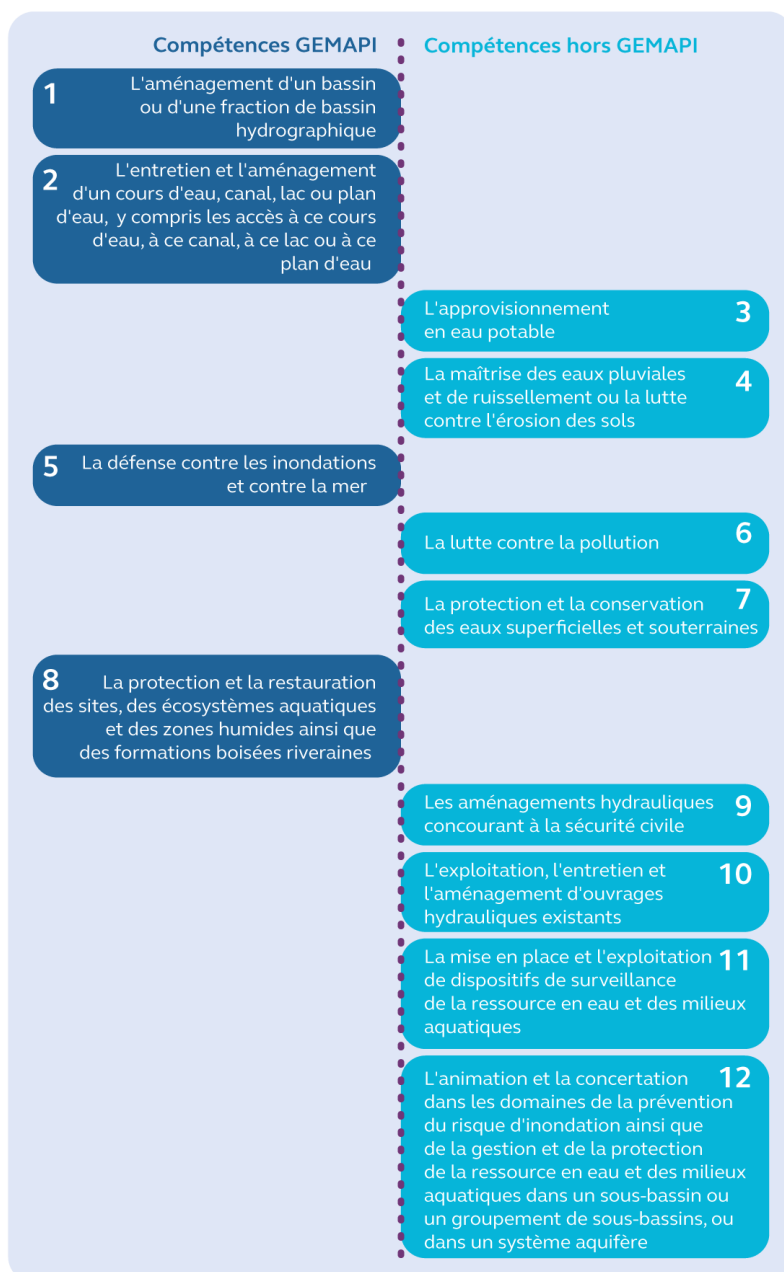 Compétences GEMAPI
Compétences hors GEMAPI
1
L'aménagement d'un bassin
ou d'une fraction de bassin
hydrographique
2
L'entretien et l'aménagement
d'un cours d'eau, canal, lac ou plan
d'eau, y compris les accès à ce cours
d'eau, à ce canal, à ce lac ou à ce
plan d'eau
L'approvisionnement
en eau potable
3
La maîtrise des eaux pluviales
et de ruissellement ou la lutte
contre l'érosion des sols
4
5
La défense contre les inondations
et contre la mer
La lutte contre la pollution
6
La protection et la conservation
des eaux superficielles et souterraines
7
8
La protection et la restauration
des sites, des écosystèmes aquatiques
et des zones humides ainsi que
des formations boisées riveraines
Les aménagements hydrauliques
concourant à la sécurité civile
9
L'exploitation, l'entretien et
l'aménagement d'ouvrages
hydrauliques existants
10
La mise en place et l'exploitation
de dispositifs de surveillance
de la ressource en eau et des milieux
aquatiques
11
L'animation et la concertation
dans les domaines de la prévention
du risque d'inondation ainsi que
de la gestion et de la protection
de la ressource en eau et des milieux
aquatiques dans un sous-bassin ou
un groupement de sous-bassins, ou
dans un système aquifère
12